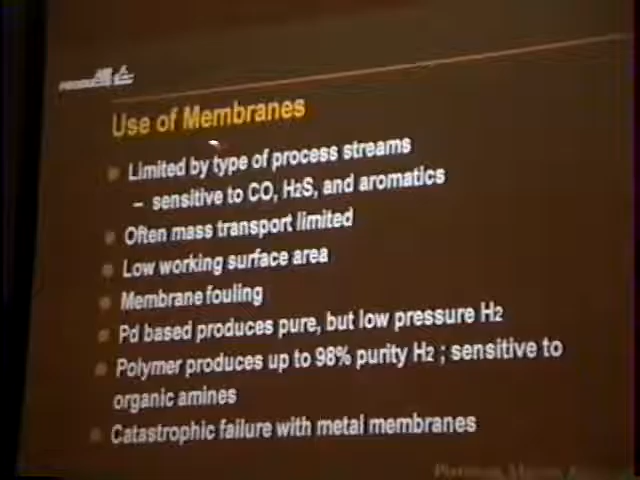 AIR
PRODUCTS
Use of Membranes
Limited by type of process streams
– sensitive to CO, H2S, and aromatics
Often mass transport limited
Low working surface area
Membrane fouling
Pd based produces pure, but low pressure H2
Polymer produces up to 98% purity H2 ; sensitive to
organic amines
Catastrophic failure with metal membranes